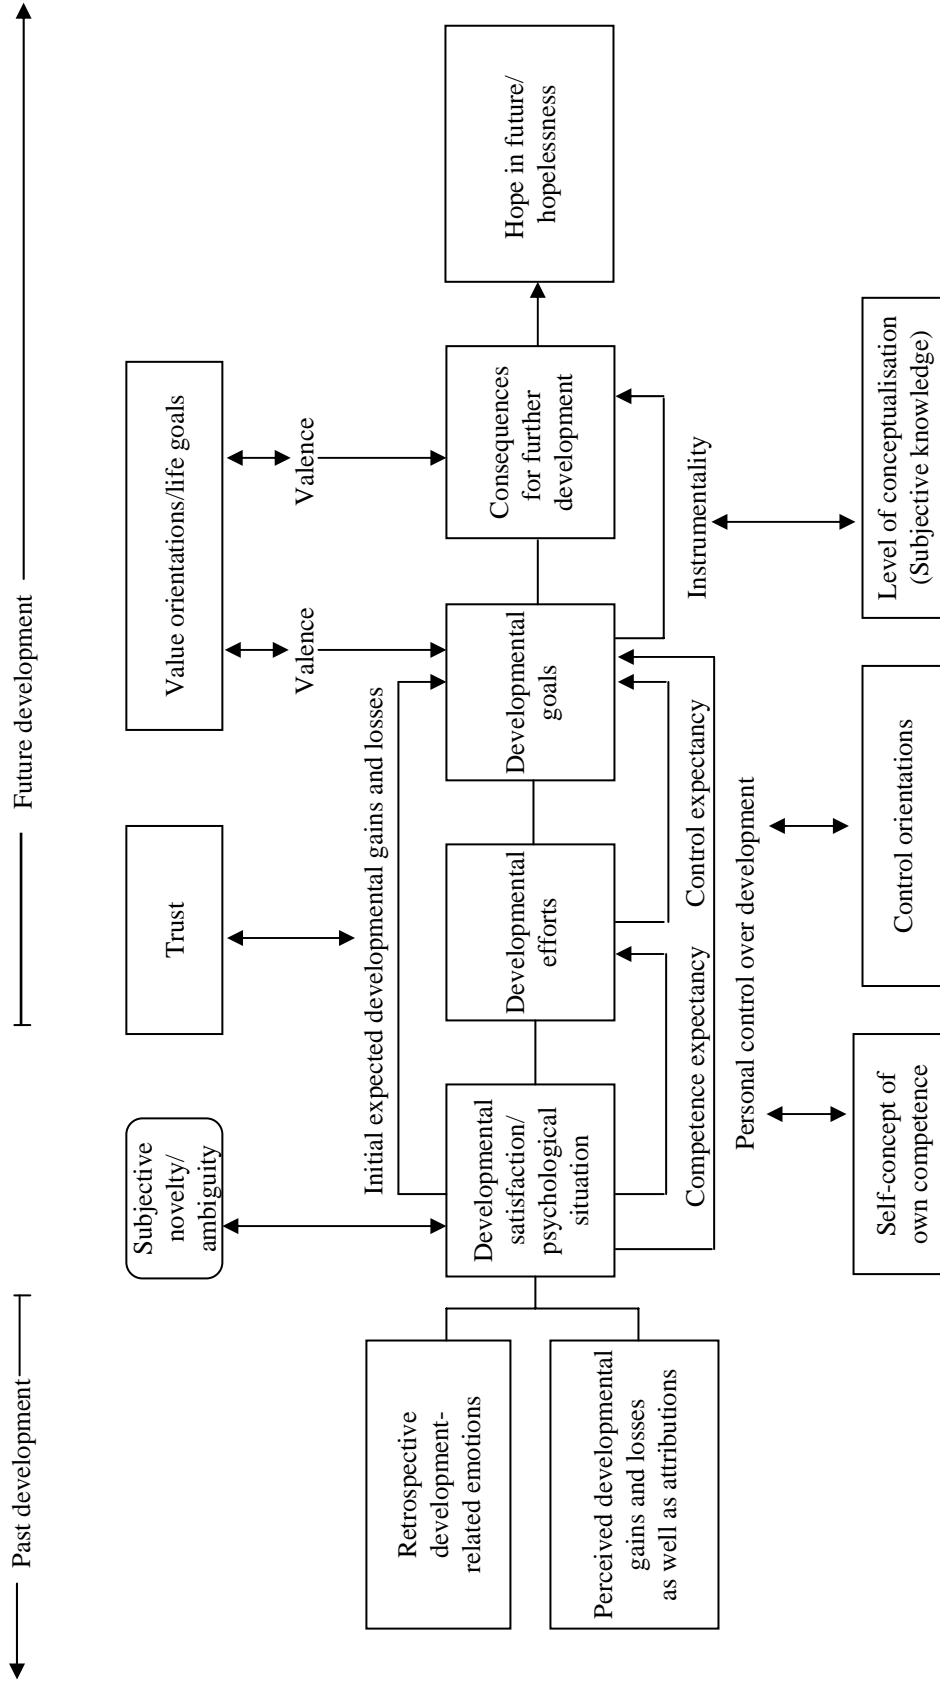 Past development
Future development
Subjective
novelty/
ambiguity
Trust
Value orientations/life goals
Valence
Valence
Initial expected developmental gains and losses
Retrospective
development-
related emotions
Perceived developmental
gains and losses
as well as attributions
Developmental
satisfaction/
psychological
situation
Developmental
efforts
Developmental
goals
Consequences
for further
development
Hope in future/
hopelessness
Competence expectancy
Control expectancy
Instrumentality
Personal control over development
Self-concept of
own competence
Control orientations
Level of conceptualisation
(Subjective knowledge)